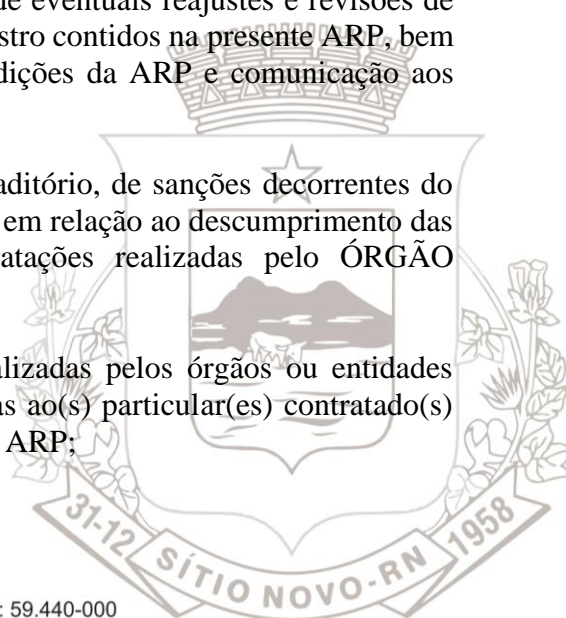 de eventuais reajustes e revisões de
stro contidos na presente ARP, bem
dições da ARP e comunicação aos
aditório, de sanções decorrentes do
em relação ao descumprimento das
ratações realizadas pelo ÓRGÃO
alizadas pelos órgãos ou entidades
as ao(s) particular(es) contratado(s)
ARP;
31-12 SÍTIO NOVO-RN 1958
: 59.440-000